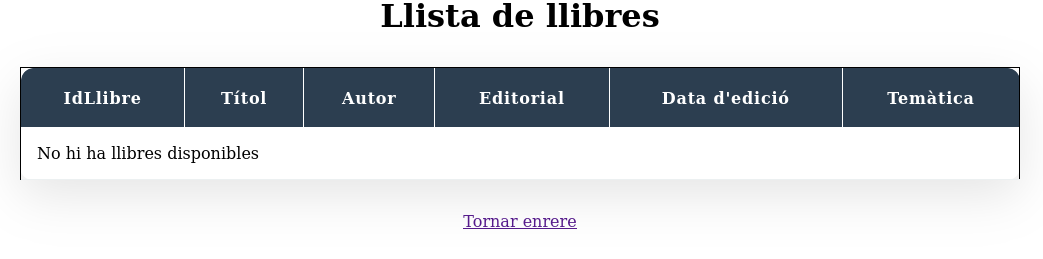 Llista de llibres
IdLlibre Títol Autor Editorial Data d'edició Temàtica
No hi ha llibres disponibles
Tornar enrere